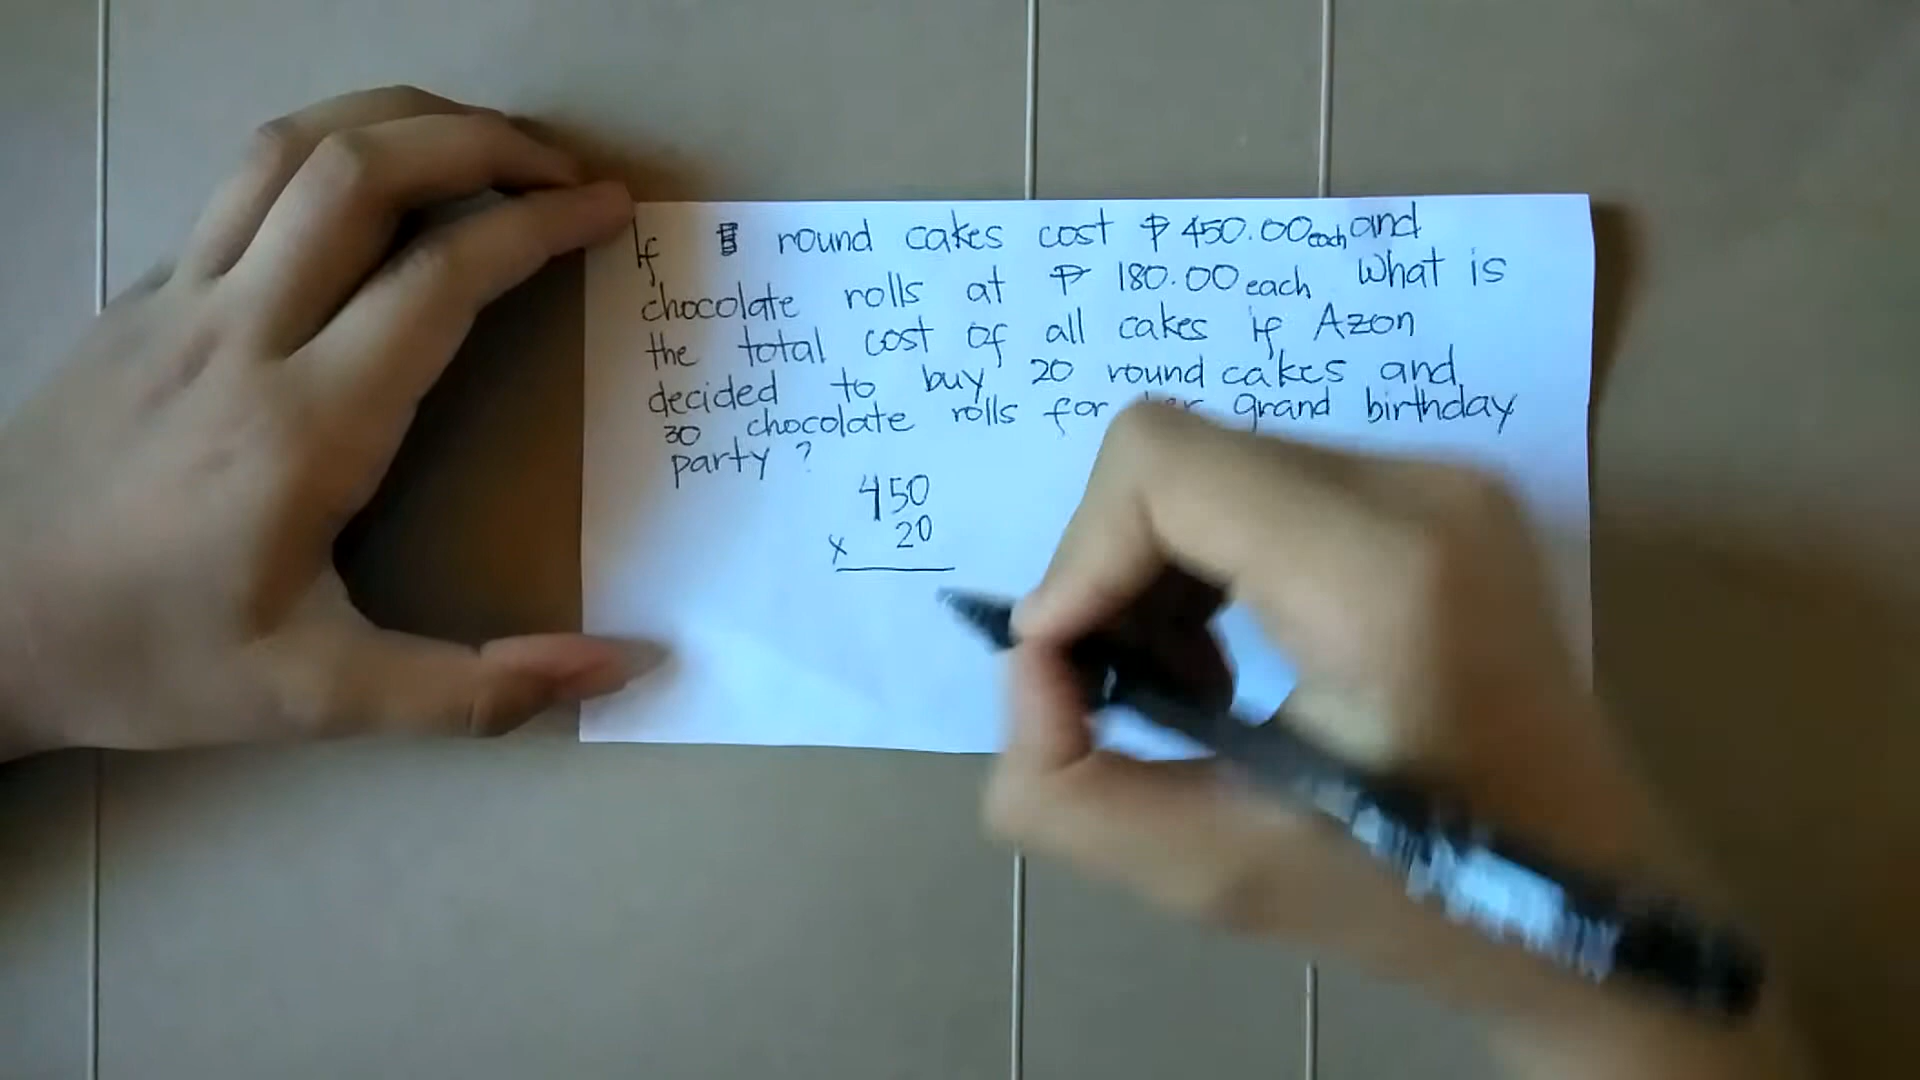 If round cakes cost ₱450.00 each and
chocolate rolls at ₱ 180.00 each What is
the total cost of all cakes if Azon
decided to buy 20 round cakes and
30 chocolate rolls for her grand birthday
party ?
450
x 20